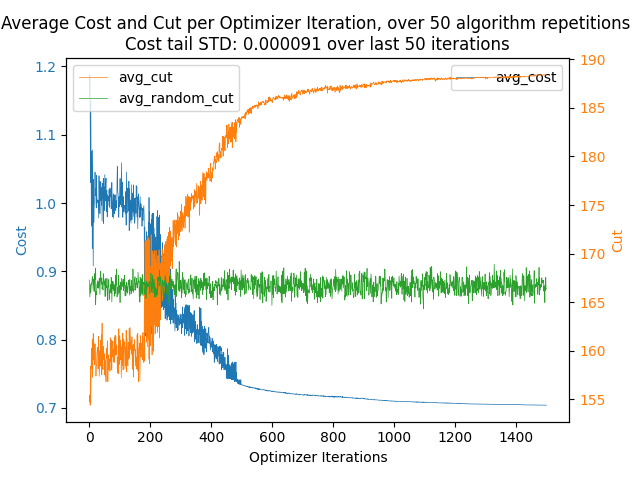 Average Cost and Cut per Optimizer Iteration, over 50 algorithm repetitions
Cost tail STD: 0.000091 over last 50 iterations
avg_cut
avg_random_cut
avg_cost
1.2
1.1
1.0
0.9
0.8
0.7
Cost
190
185
180
175
170
165
160
155
Cut
0 200 400 600 800 1000 1200 1400
Optimizer Iterations